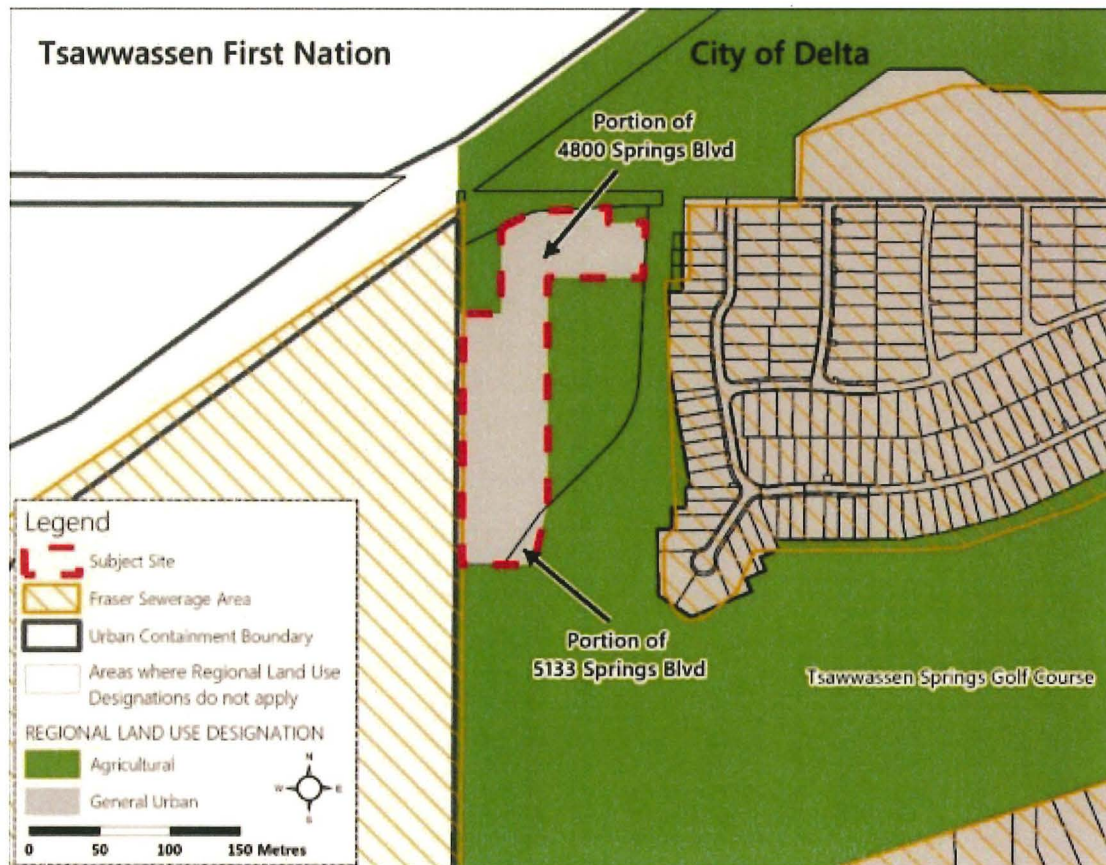 Tsawwassen First Nation
City of Delta
Portion of
4800 Springs Blvd
Portion of
5133 Springs Blvd
Tsawwassen Springs Golf Course
Legend
Subject Site
Fraser Sewerage Area
Urban Containment Boundary
Areas where Regional Land Use
Designations do not apply
REGIONAL LAND USE DESIGNATION
Agricultural
General Urban
N
W
E
S
0 50 100 150 Metres